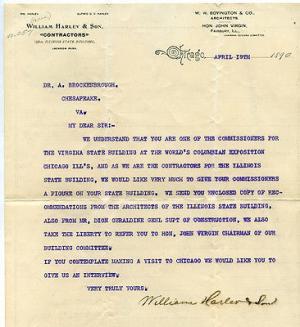 WILLIAM HARLEY & SON,
"CONTRACTORS"
W. W. BOYINGTON & CO.
ARCHITECTS
HON. JOHN VIRGIN,
FAIRBURY, ILL.
Chicago, APRIL 19TH 1890
DR. A. BROCKENBROUGH,
CHESAPEAKE,
VA.
MY DEAR SIR:-
WE UNDERSTAND THAT YOU ARE ONE OF THE COMMISSIONERS FOR
THE VIRGINIA STATE BUILDING AT THE WORLD'S COLUMBIAN EXPOSITION
CHICAGO ILL'S, AND AS WE ARE THE CONTRACTORS FOR THE ILLINOIS
STATE BUILDING, WE WOULD LIKE VERY MUCH TO GIVE YOUR COMMISSIONERS
A FIGURE ON YOUR STATE BUILDING. WE SEND YOU ENCLOSED COPY OF REC-
OMMENDATIONS FROM THE ARCHITECTS OF THE ILLINOIS STATE BUILDING,
ALSO FROM MR, DION GERALDINE GENL SUPT OF CONSTRUCTION, WE ALSO
TAKE THE LIBERTY TO REFER YOU TO HON, JOHN VIRGIN CHAIRMAN OF OUR
BUILDING COMMITTEE.
IF YOU CONTEMPLATE MAKING A VISIT TO CHICAGO WE WOULD LIKE YOU TO
GIVE US AN INTERVIEW.
VERY TRULY YOURS,
William Harley & Son